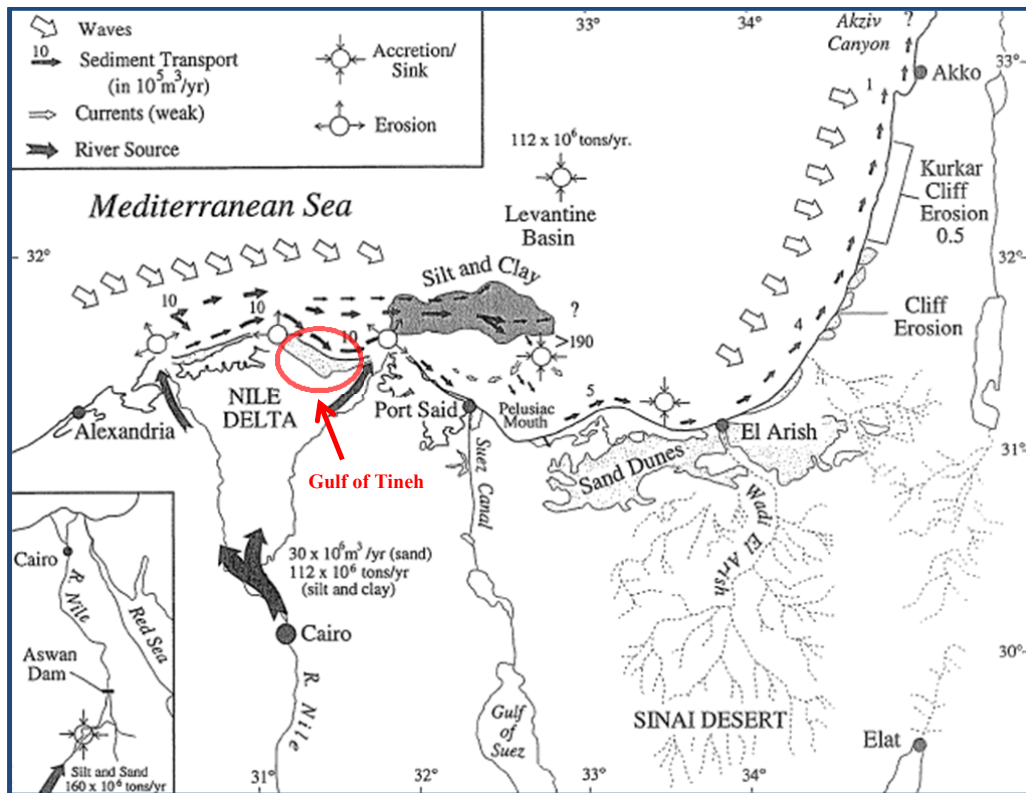 Waves
10
Sediment Transport
(in 10⁵m³/yr)
Currents (weak)
River Source
Accretion/
Sink
Erosion
33°
34°
?
Akziv
Canyon
33°
Akko
1
112 x 10⁶ tons/yr.
Levantine
Basin
Kurkar
Cliff
Erosion
0.5
Mediterranean Sea
32°
32°
Silt and Clay
?
Cliff
Erosion
10
10
10
>190
4
5
NILE
DELTA
Port Said
Pelusiac
Mouth
Alexandria
El Arish
Sand Dunes
31°
Gulf of Tineh
Suez Canal
Wadi El Arish
30 x 10⁶m³/yr (sand)
112 x 10⁶ tons/yr
(silt and clay)
Cairo
R. Nile
Red Sea
Cairo
R. Nile
30°
Aswan
Dam
Gulf
of
Suez
SINAI DESERT
Elat
Silt and Sand
160 x 10⁶ tons/yr
31°
32°
33°
34°